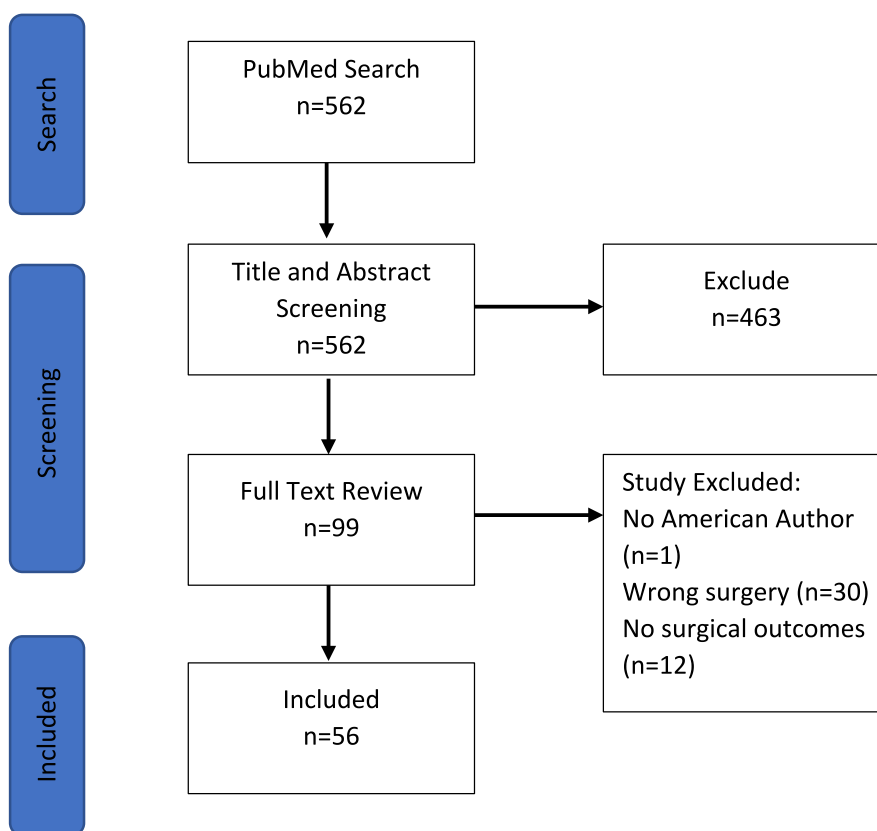 Search
PubMed Search
n=562
Screening
Title and Abstract
Screening
n=562
Exclude
n=463
Full Text Review
n=99
Study Excluded:
No American Author
(n=1)
Wrong surgery (n=30)
No surgical outcomes
(n=12)
Included
Included
n=56